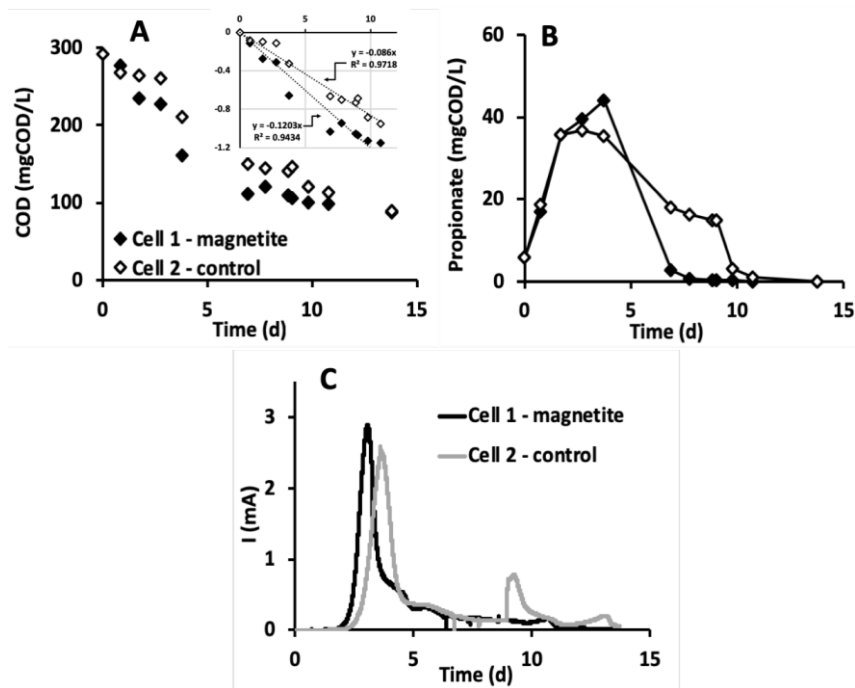 A
COD (mgCOD/L)
300
200
100
0
0
5
10
15
Time (d)
Cell 1 - magnetite
Cell 2 - control
0
5
10
0
-0.4
-0.8
-1.2
y = -0.086x
R² = 0.9718
y = -0.1203x
R² = 0.9434
B
Propionate (mgCOD/L)
60
40
20
0
0
5
10
15
Time (d)
C
I (mA)
3
2
1
0
0
5
10
15
Time (d)
Cell 1 - magnetite
Cell 2 - control